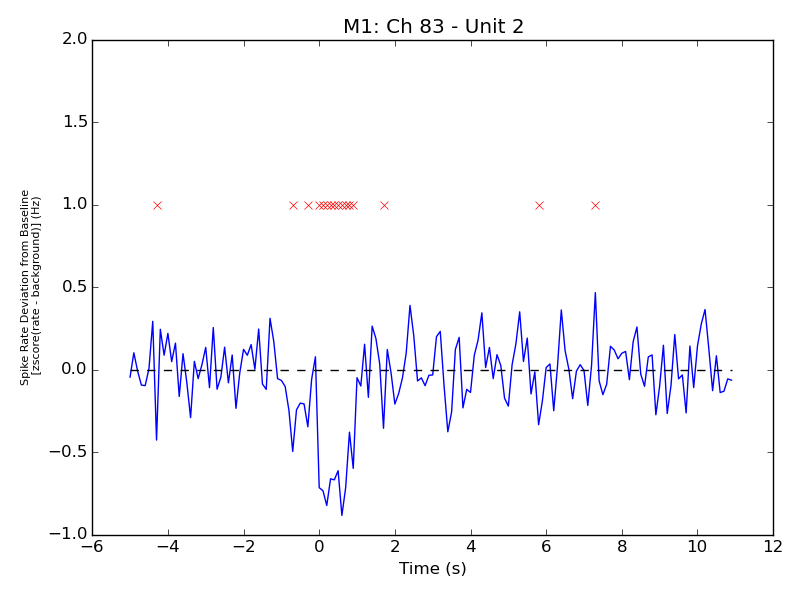 M1: Ch 83 - Unit 2
2.0
1.5
1.0
0.5
0.0
−0.5
−1.0
Spike Rate Deviation from Baseline
[zscore(rate - background)] (Hz)
−6 −4 −2 0 2 4 6 8 10 12
Time (s)